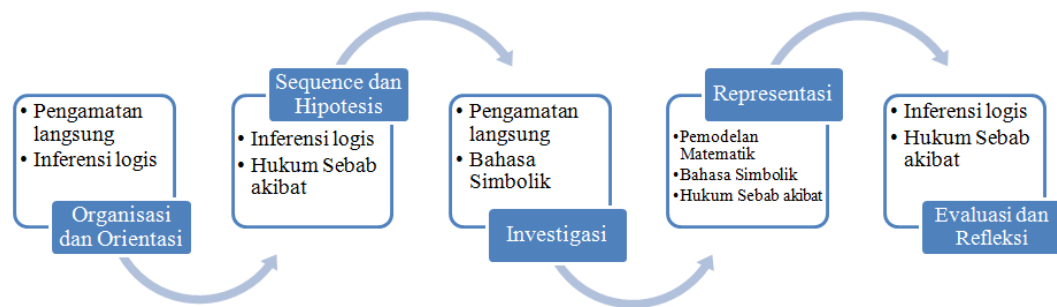 • Pengamatan
langsung
• Inferensi logis
Organisasi
dan Orientasi
Sequence dan
Hipotesis
• Inferensi logis
• Hukum Sebab
akibat
• Pengamatan
langsung
• Bahasa
Simbolik
Investigasi
Representasi
•Pemodelan
Matematik
•Bahasa Simbolik
•Hukum Sebab akibat
• Inferensi logis
• Hukum Sebab
akibat
Evaluasi dan
Refleksi